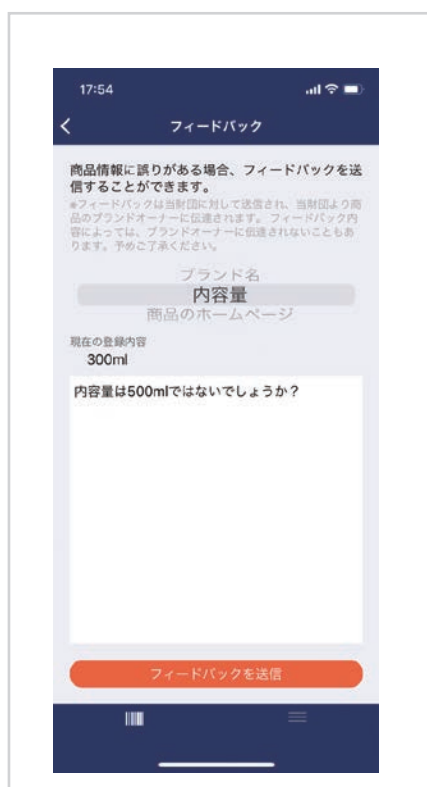 17:54
フィードバック
商品情報に誤りがある場合、フィードバックを送
信することができます。
※フィードバックは当財団に対して送信され、当財団より商
品のブランドオーナーに伝達されます。 フィードバック内
容によっては、ブランドオーナーに伝達されないこともあ
ります。予めご了承ください。
ブランド名
内容量
商品のホームページ
現在の登録内容
300ml
内容量は500mlではないでしょうか？
フィードバックを送信